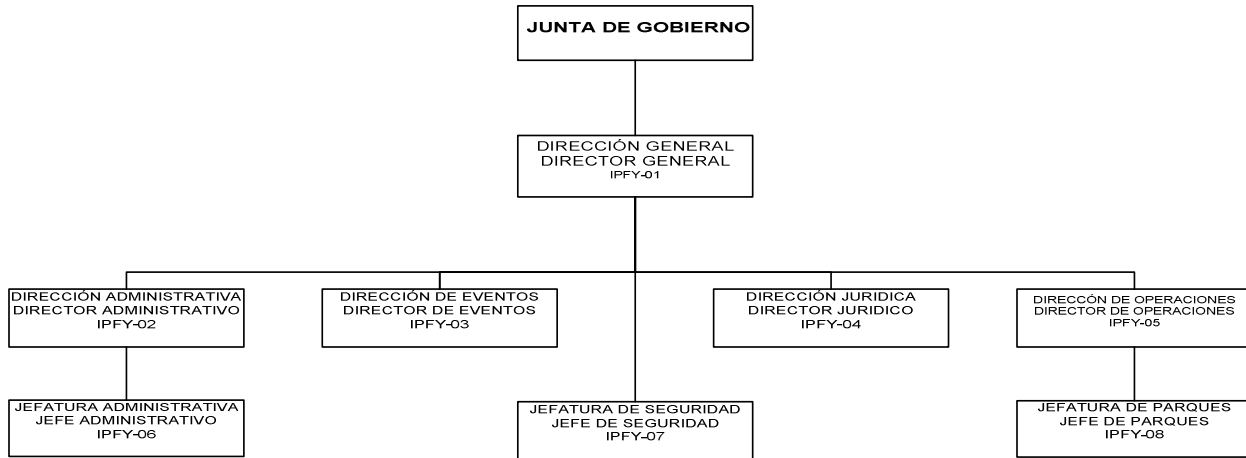 JUNTA DE GOBIERNO
DIRECCIÓN GENERAL
DIRECTOR GENERAL
IPFY-01
DIRECCIÓN ADMINISTRATIVA
DIRECTOR ADMINISTRATIVO
IPFY-02
DIRECCIÓN DE EVENTOS
DIRECTOR DE EVENTOS
IPFY-03
DIRECCIÓN JURIDICA
DIRECTOR JURIDICO
IPFY-04
DIRECCÓN DE OPERACIONES
DIRECTOR DE OPERACIONES
IPFY-05
JEFATURA ADMINISTRATIVA
JEFE ADMINISTRATIVO
IPFY-06
JEFATURA DE SEGURIDAD
JEFE DE SEGURIDAD
IPFY-07
JEFATURA DE PARQUES
JEFE DE PARQUES
IPFY-08